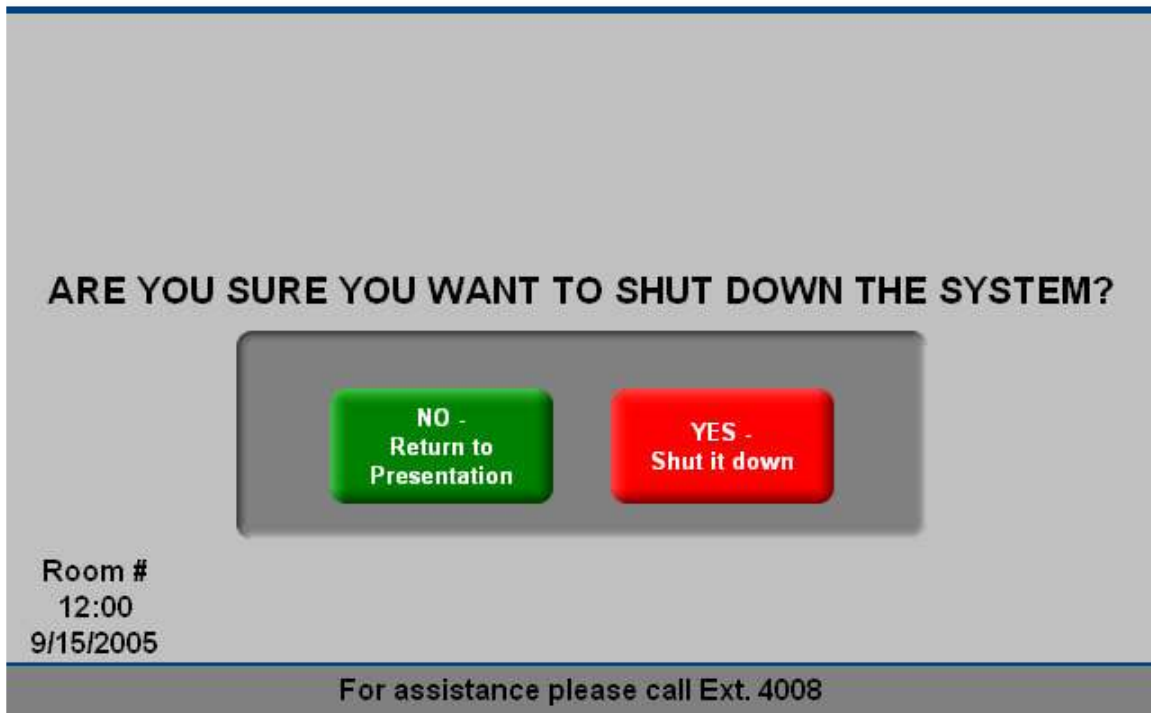 ARE YOU SURE YOU WANT TO SHUT DOWN THE SYSTEM?
NO -
Return to
Presentation
YES -
Shut it down
Room #
12:00
9/15/2005
For assistance please call Ext. 4008